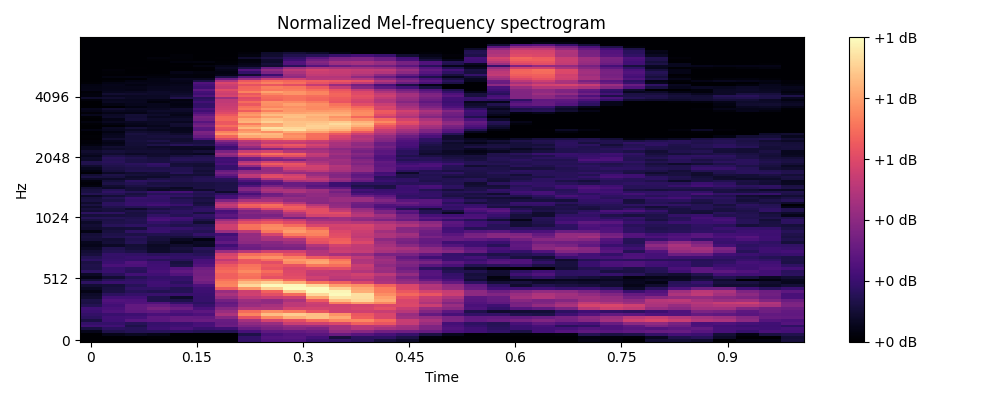 Normalized Mel-frequency spectrogram
Hz
4096
2048
1024
512
0
0 0.15 0.3 0.45 0.6 0.75 0.9
Time
+1 dB
+1 dB
+1 dB
+0 dB
+0 dB
+0 dB